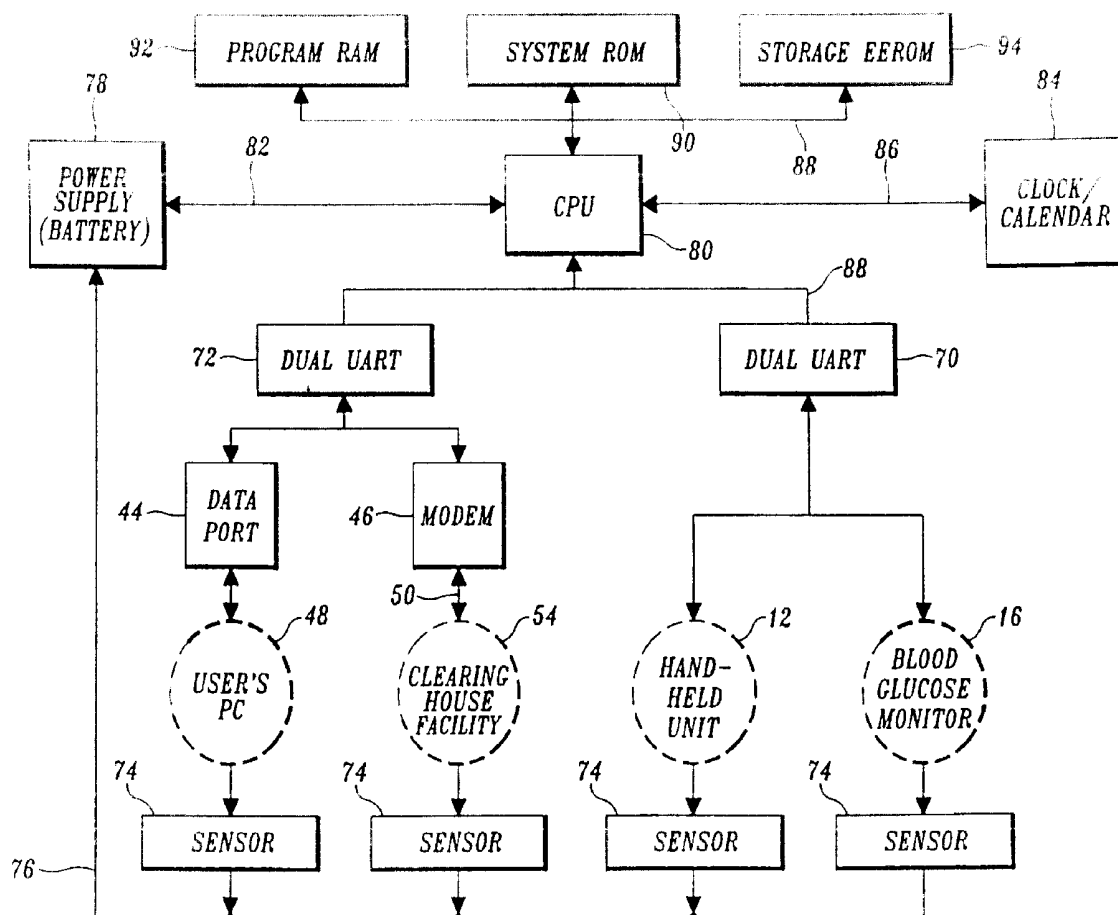 92
PROGRAM RAM
SYSTEM ROM
STORAGE EEROM
94
78
90
88
84
82
86
POWER
SUPPLY
(BATTERY)
CPU
CLOCK/
CALENDAR
80
88
72
DUAL UART
DUAL UART
70
44
DATA
PORT
46
MODEM
50
48
54
12
16
USER'S
PC
CLEARING
HOUSE
FACILITY
HAND-
HELD
UNIT
BLOOD
GLUCOSE
MONITOR
74
74
74
74
SENSOR
SENSOR
SENSOR
SENSOR
76